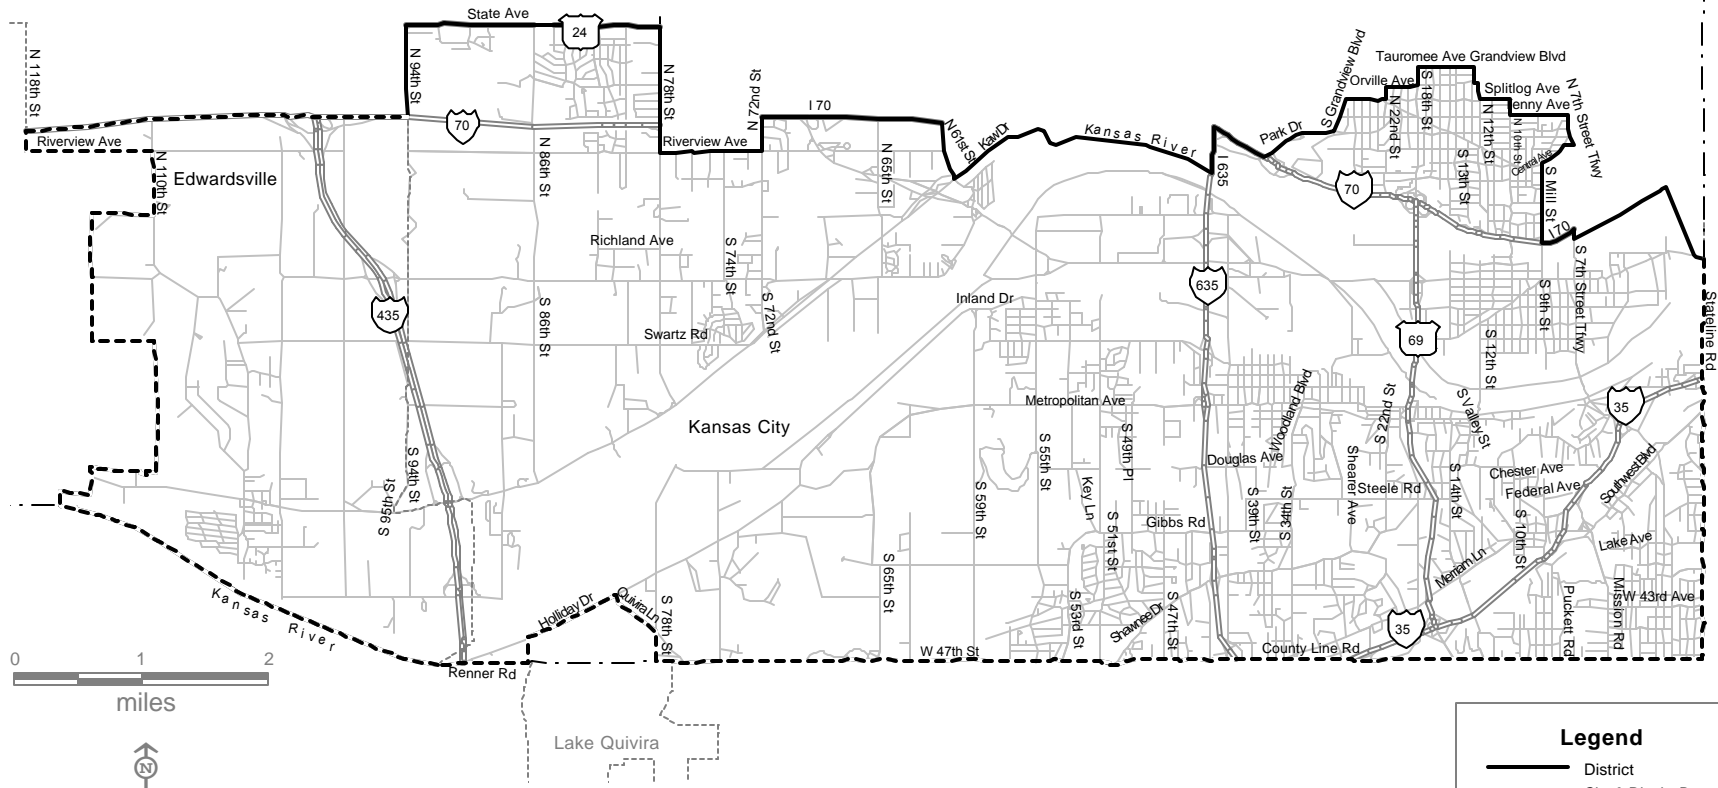 State Ave
24
N 118th St
N 94th St
N 78th St
N 72nd St
I 70
70
Riverview Ave
Riverview Ave
N 110th St
Edwardsville
N 86th St
N 65th St
N 61st St
Kaw Dr
Kansas River
I 635
Park Dr
S Grandview Blvd
Tauromee Ave Grandview Blvd
Orville Ave
S 18th St
N 22nd St
Splitlog Ave
enny Ave
N 12th St
N 10th St
N 7th Street Tfwy
Central Ave
S 13th St
S Mill St
70
I 70
Richland Ave
S 74th St
S 72nd St
S 86th St
Swartz Rd
435
Inland Dr
635
69
S 9th St
S 7th Street Tfwy
S 12th St
Stateline Rd
Kansas City
Metropolitan Ave
S 55th St
S 49th Pl
Key Ln
S 51st St
S 59th St
Woodland Blvd
Douglas Ave
S 22nd St
Shearer Ave
Steele Rd
S Valley St
S 14th St
Chester Ave
Federal Ave
35
Southwest Blvd
S 39th St
S 34th St
Gibbs Rd
S 10th St
Lake Ave
S 94th St
S 95th St
S 65th St
S 53rd St
Shawnee Dr
S 47th St
Merriam Ln
Puckett Rd
Mission Rd
W 43rd Ave
35
County Line Rd
W 47th St
Kansas River
Holliday Dr
Quivira Ln
S 78th St
Renner Rd
0 1 2
miles
N
Lake Quivira
Legend
District